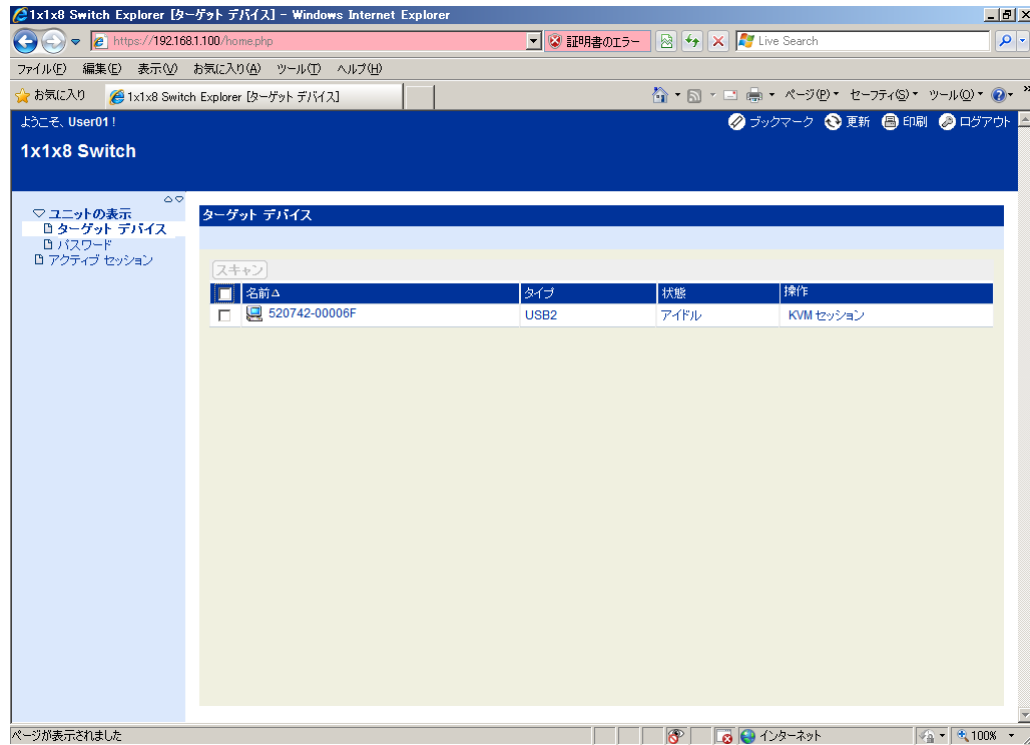 1x1x8 Switch Explorer [ターゲット デバイス] - Windows Internet Explorer
https://192.168.1.100/home.php 証明書のエラー Live Search
ファイル(F) 編集(E) 表示(V) お気に入り(A) ツール(T) ヘルプ(H)
お気に入り 1x1x8 Switch Explorer [ターゲット デバイス] ページ(P) セーフティ(S) ツール(O)
ようこそ、User01 ! ブックマーク 更新 印刷 ログアウト
1x1x8 Switch
ユニットの表示
ターゲット デバイス
パスワード
アクティブ セッション
ターゲット デバイス
スキャン
名前 タイプ 状態 操作
520742-00006F USB2 アイドル KVM セッション
ページが表示されました インターネット 100%